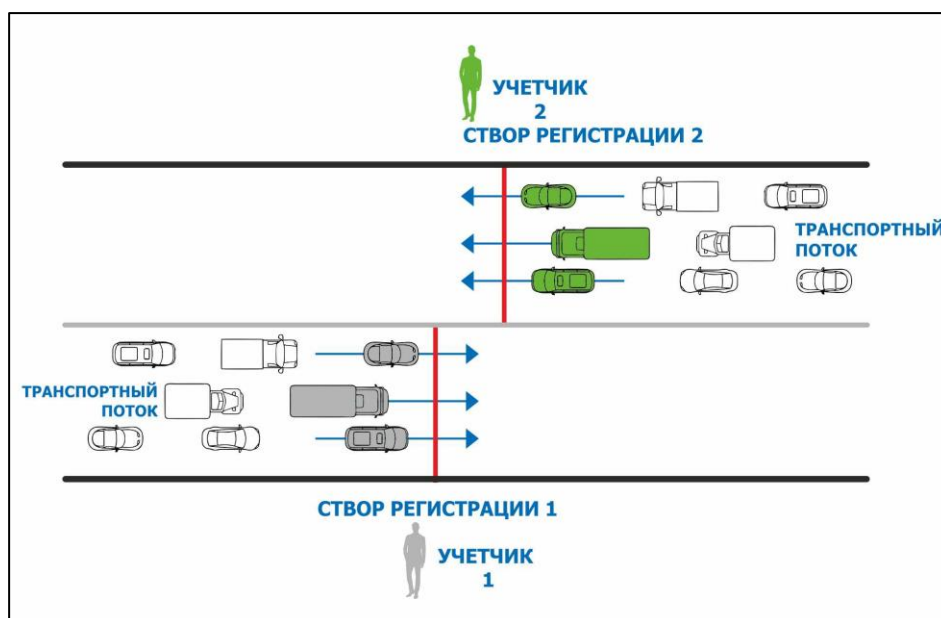 УЧЕТЧИК
2
СТВОР РЕГИСТРАЦИИ 2
ТРАНСПОРТНЫЙ
ПОТОК
ТРАНСПОРТНЫЙ
ПОТОК
СТВОР РЕГИСТРАЦИИ 1
УЧЕТЧИК
1